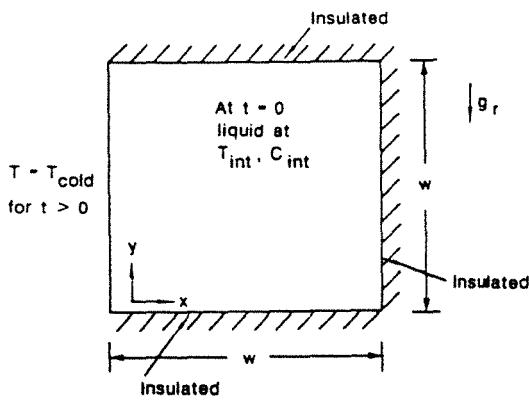 Insulated
At t = 0
liquid at
T_int, C_int
g_r
T = T_cold
for t > 0
w
y
x
Insulated
w
Insulated